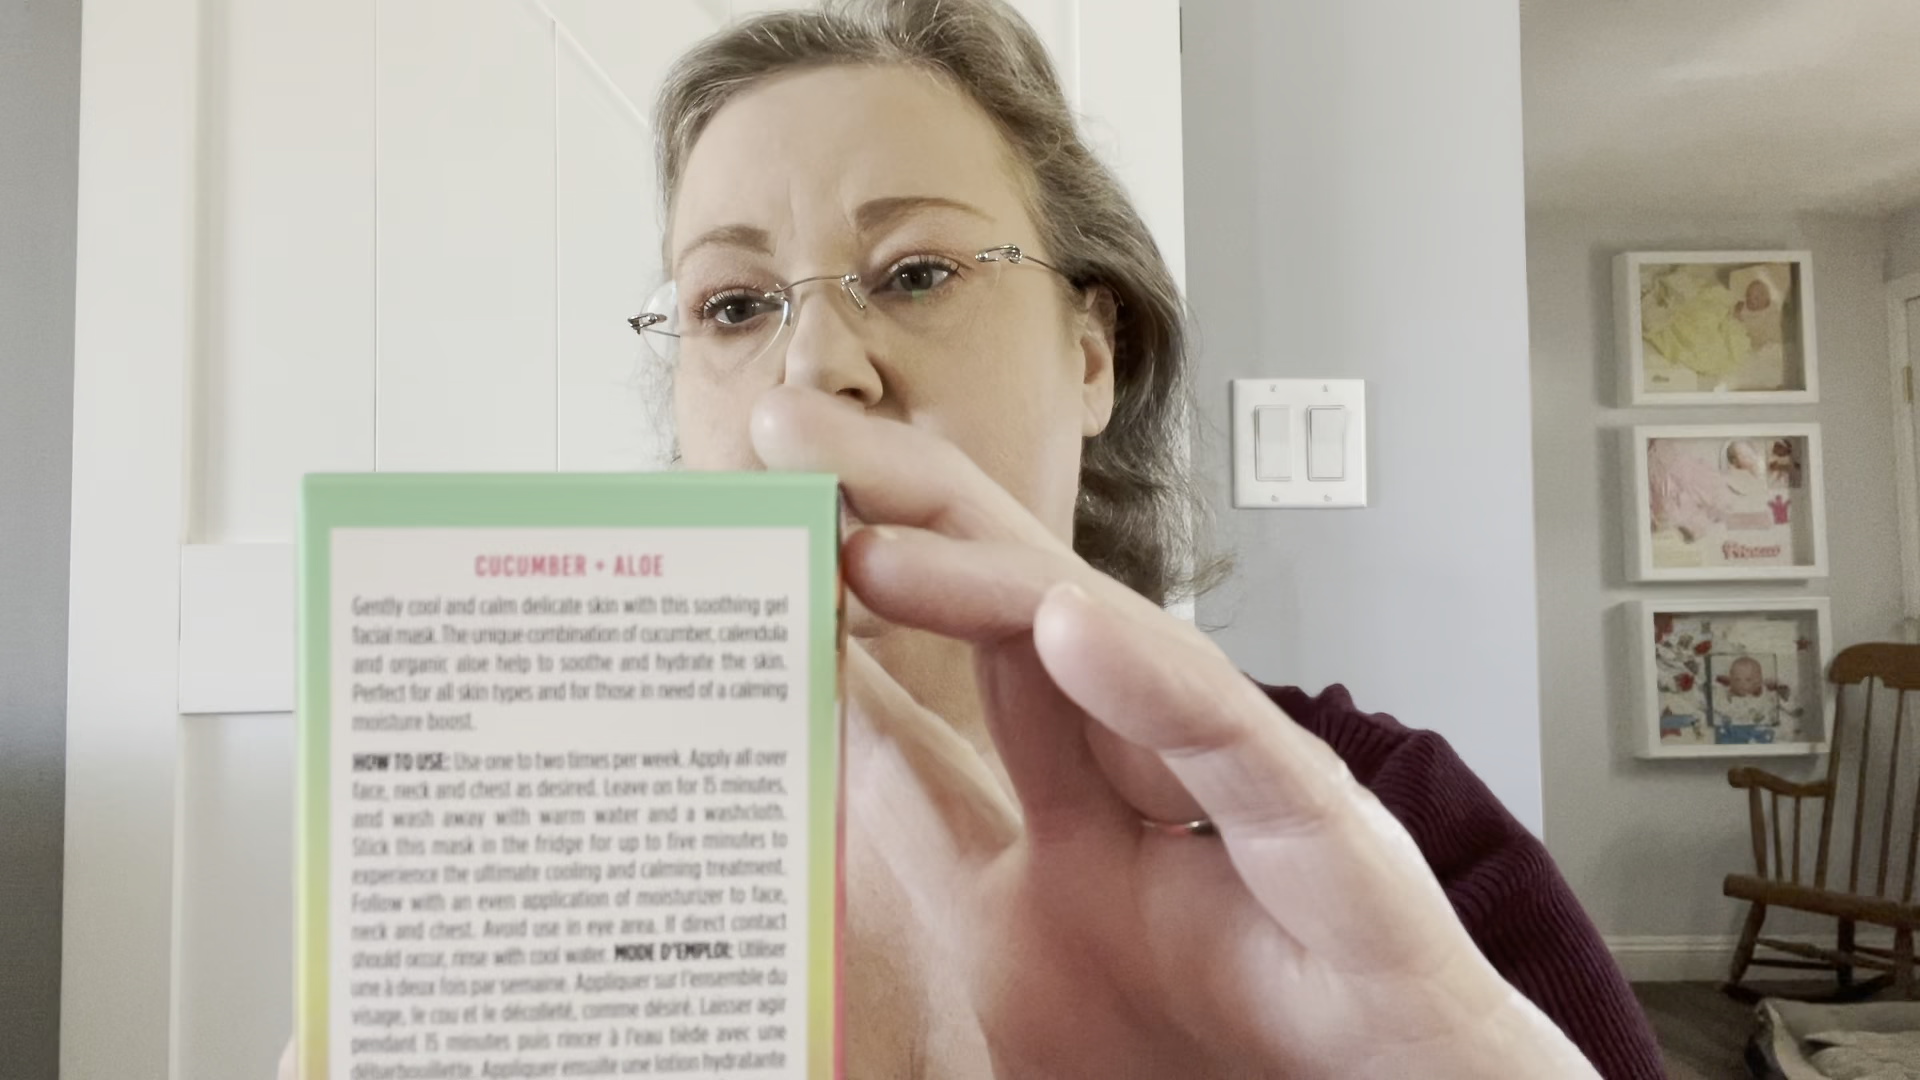 CUCUMBER + ALOE
Gently cool and calm delicate skin with this soothing gel
facial mask. The unique combination of cucumber, calendula
and organic aloe help to soothe and hydrate the skin.
Perfect for all skin types and for those in need of a calming
moisture boost.
HOW TO USE: Use one to two times per week. Apply all over
face, neck and chest as desired. Leave on for 15 minutes,
and wash away with warm water and a washcloth.
Stick this mask in the fridge for up to five minutes to
experience the ultimate cooling and calming treatment.
Follow with an even application of moisturizer to face,
neck and chest. Avoid use in eye area. If direct contact
should occur, rinse with cool water. MODE D'EMPLOI: Utiliser
une à deux fois par semaine. Appliquer sur l'ensemble du
visage, le cou et le décolleté, comme désiré. Laisser agir
pendant 15 minutes puis rincer à l'eau tiède avec une
débarbouillette. Appliquer ensuite une lotion hydratante